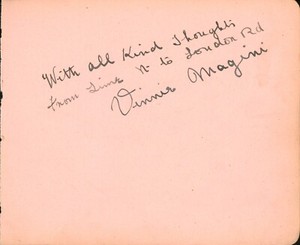 With all Kind Thoughts
from Lime St to London Rd
Vinnie Magini